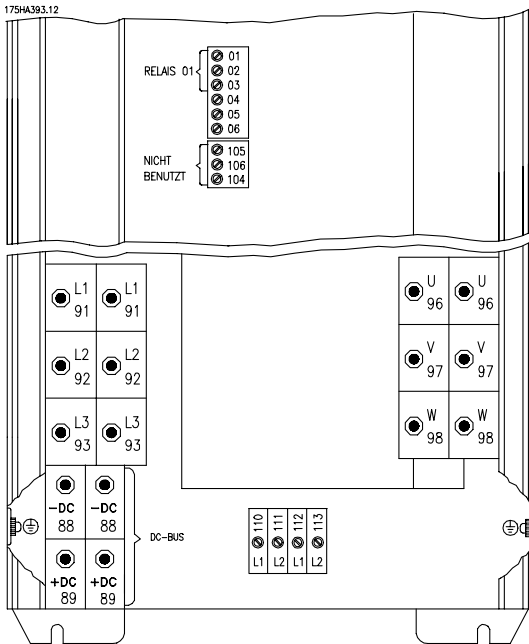 175HA393.12
RELAIS 01
01
02
03
04
05
06
NICHT
BENUTZT
105
106
104
L1 L1
91 91
L2 L2
92 92
L3 L3
93 93
U U
96 96
V V
97 97
W W
98 98
-DC -DC
88 88
+DC +DC
89 89
DC-BUS
110 111 112 113
L1 L2 L1 L2